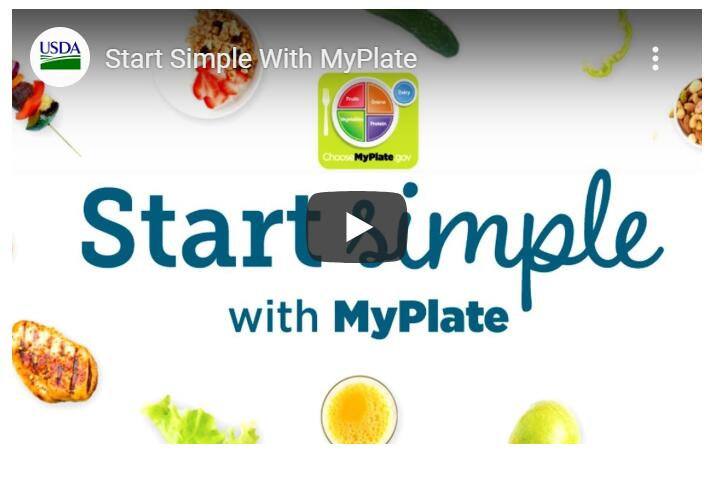 USDA
Start Simple With MyPlate
Fruits
Grains
Dairy
Vegetables
Protein
ChooseMyPlate.gov
Start simple
with MyPlate